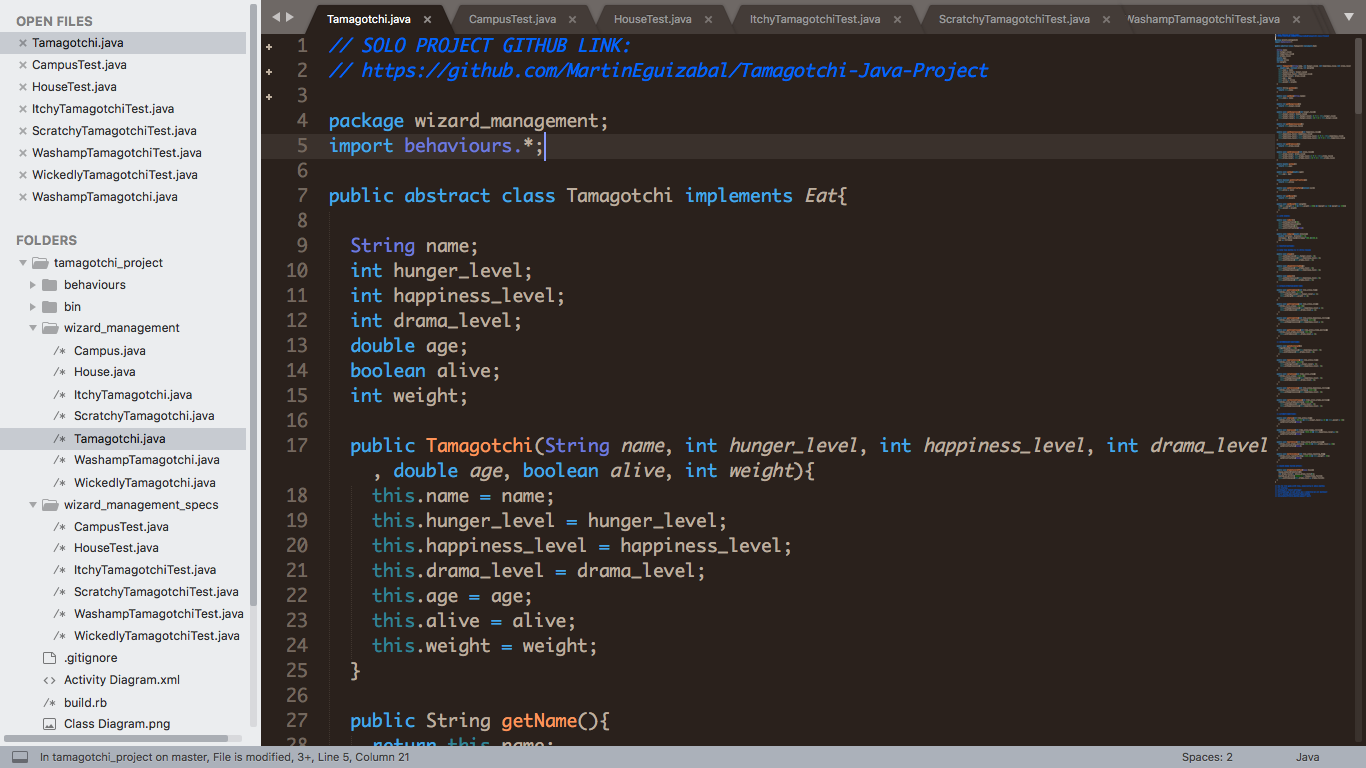 OPEN FILES
Tamagotchi.java
CampusTest.java
HouseTest.java
ItchyTamagotchiTest.java
ScratchyTamagotchiTest.java
WashampTamagotchiTest.java
WickedlyTamagotchiTest.java
WashampTamagotchi.java
FOLDERS
tamagotchi_project
behaviours
bin
wizard_management
/* Campus.java
/* House.java
/* ItchyTamagotchi.java
/* ScratchyTamagotchi.java
/* Tamagotchi.java
/* WashampTamagotchi.java
/* WickedlyTamagotchi.java
wizard_management_specs
/* CampusTest.java
/* HouseTest.java
/* ItchyTamagotchiTest.java
/* ScratchyTamagotchiTest.java
/* WashampTamagotchiTest.java
/* WickedlyTamagotchiTest.java
.gitignore
<> Activity Diagram.xml
/* build.rb
Class Diagram.png
Tamagotchi.java × CampusTest.java × HouseTest.java × ItchyTamagotchiTest.java × ScratchyTamagotchiTest.java × WashampTamagotchiTest.java ×
1 // SOLO PROJECT GITHUB LINK:
2 // https://github.com/MartinEguizabal/Tamagotchi-Java-Project
3
4 package wizard_management;
5 import behaviours.*;
6
7 public abstract class Tamagotchi implements Eat{
8
9 String name;
10 int hunger_level;
11 int happiness_level;
12 int drama_level;
13 double age;
14 boolean alive;
15 int weight;
16
17 public Tamagotchi(String name, int hunger_level, int happiness_level, int drama_level
, double age, boolean alive, int weight){
18 this.name = name;
19 this.hunger_level = hunger_level;
20 this.happiness_level = happiness_level;
21 this.drama_level = drama_level;
22 this.age = age;
23 this.alive = alive;
24 this.weight = weight;
25 }
26
27 public String getName(){
28 return this.name;
In tamagotchi_project on master, File is modified, 3+, Line 5, Column 21
Spaces: 2
Java